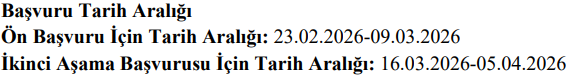 Başvuru Tarih Aralığı
Ön Başvuru İçin Tarih Aralığı: 23.02.2026-09.03.2026
İkinci Aşama Başvurusu İçin Tarih Aralığı: 16.03.2026-05.04.2026